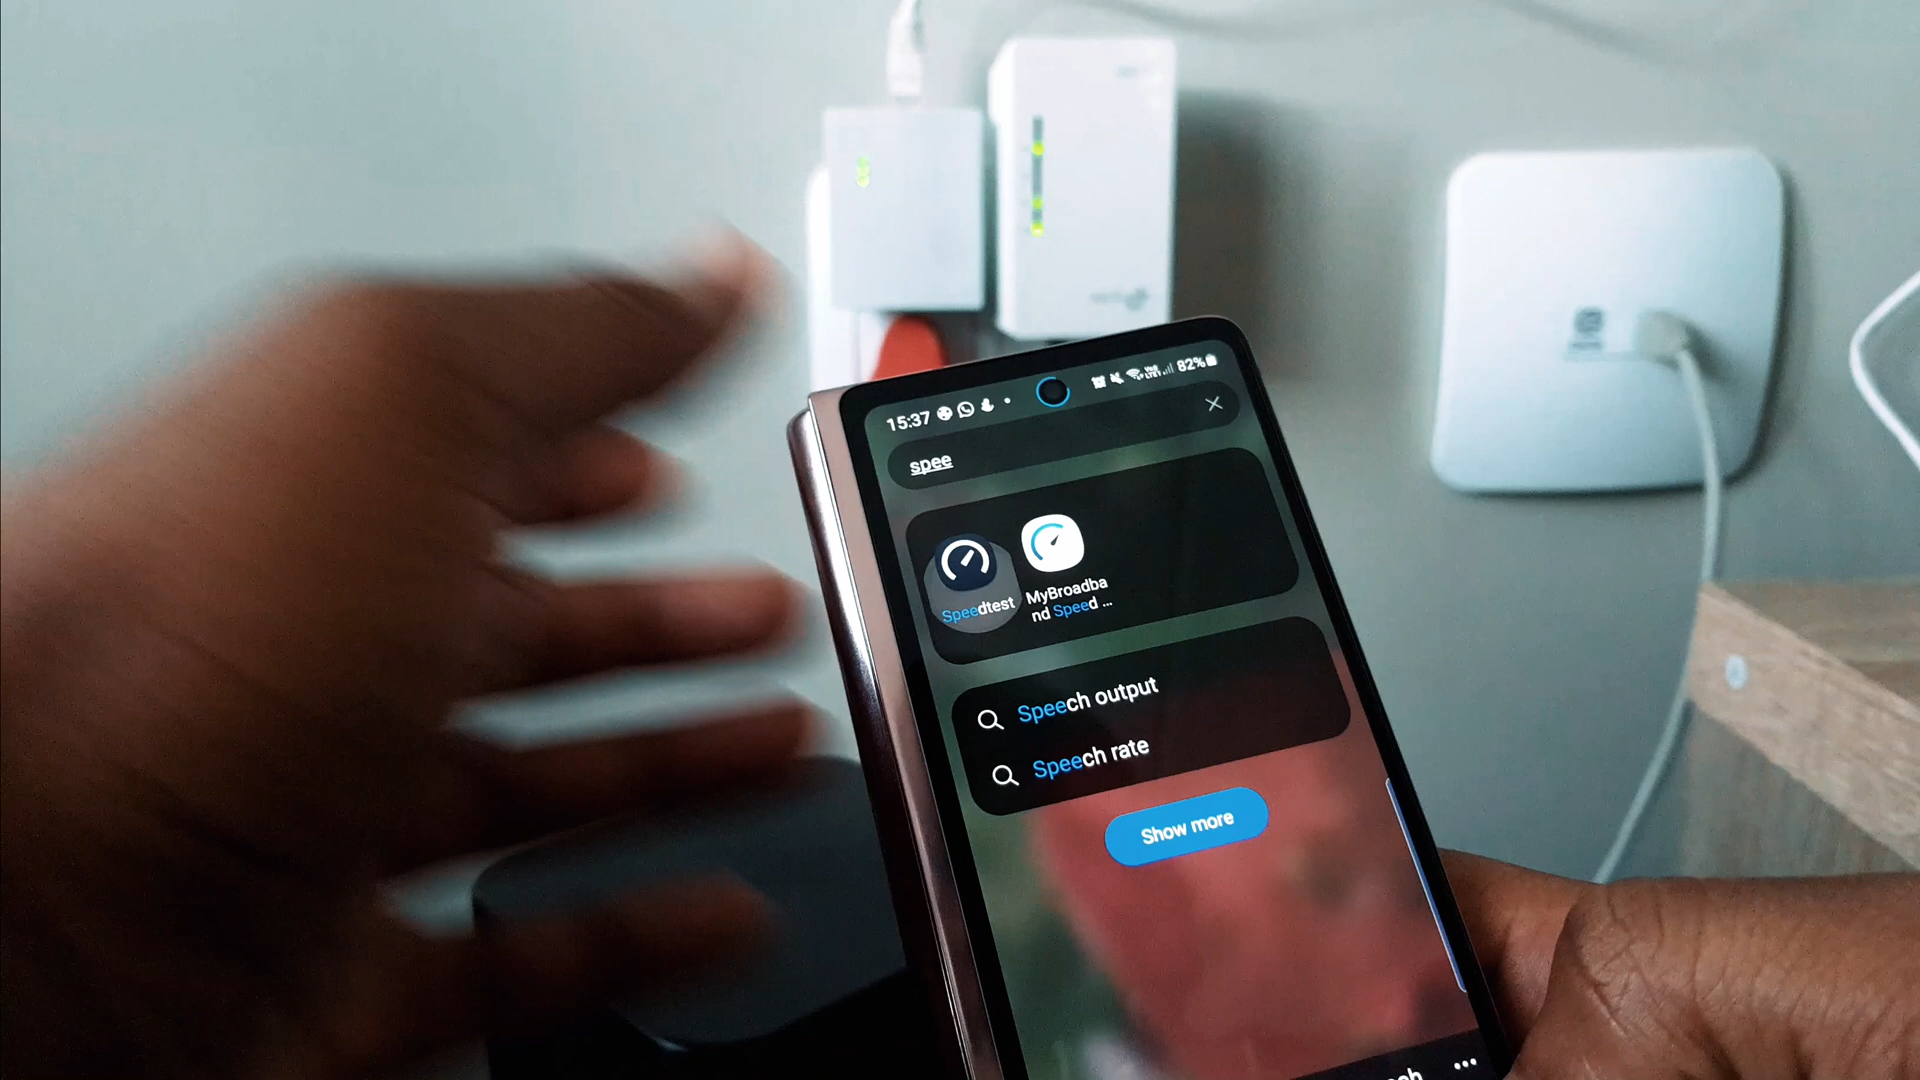 15:37
82%
spee
Speedtest
MyBroadba
nd Speed ...
Speech output
Speech rate
Show more